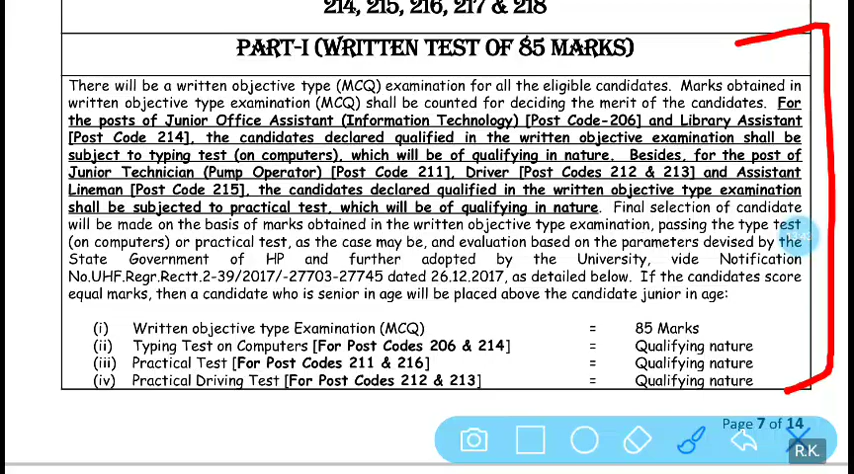 214, 215, 216, 217 & 218
PART-I (WRITTEN TEST OF 85 MARKS)
There will be a written objective type (MCQ) examination for all the eligible candidates. Marks obtained in
written objective type examination (MCQ) shall be counted for deciding the merit of the candidates. For
the posts of Junior Office Assistant (Information Technology) [Post Code-206] and Library Assistant
[Post Code 214], the candidates declared qualified in the written objective examination shall be
subject to typing test (on computers), which will be of qualifying in nature. Besides, for the post of
Junior Technician (Pump Operator) [Post Code 211], Driver [Post Codes 212 & 213] and Assistant
Lineman [Post Code 215], the candidates declared qualified in the written objective type examination
shall be subjected to practical test, which will be of qualifying in nature. Final selection of candidate
will be made on the basis of marks obtained in the written objective type examination, passing the type test
(on computers) or practical test, as the case may be, and evaluation based on the parameters devised by the
State Government of HP and further adopted by the University, vide Notification
No.UHF.Regr.Rectt.2-39/2017/-27703-27745 dated 26.12.2017, as detailed below. If the candidates score
equal marks, then a candidate who is senior in age will be placed above the candidate junior in age:
(i) Written objective type Examination (MCQ) = 85 Marks
(ii) Typing Test on Computers [For Post Codes 206 & 214] = Qualifying nature
(iii) Practical Test [For Post Codes 211 & 216] = Qualifying nature
(iv) Practical Driving Test [For Post Codes 212 & 213] = Qualifying nature
Page 7 of 14
R.K.